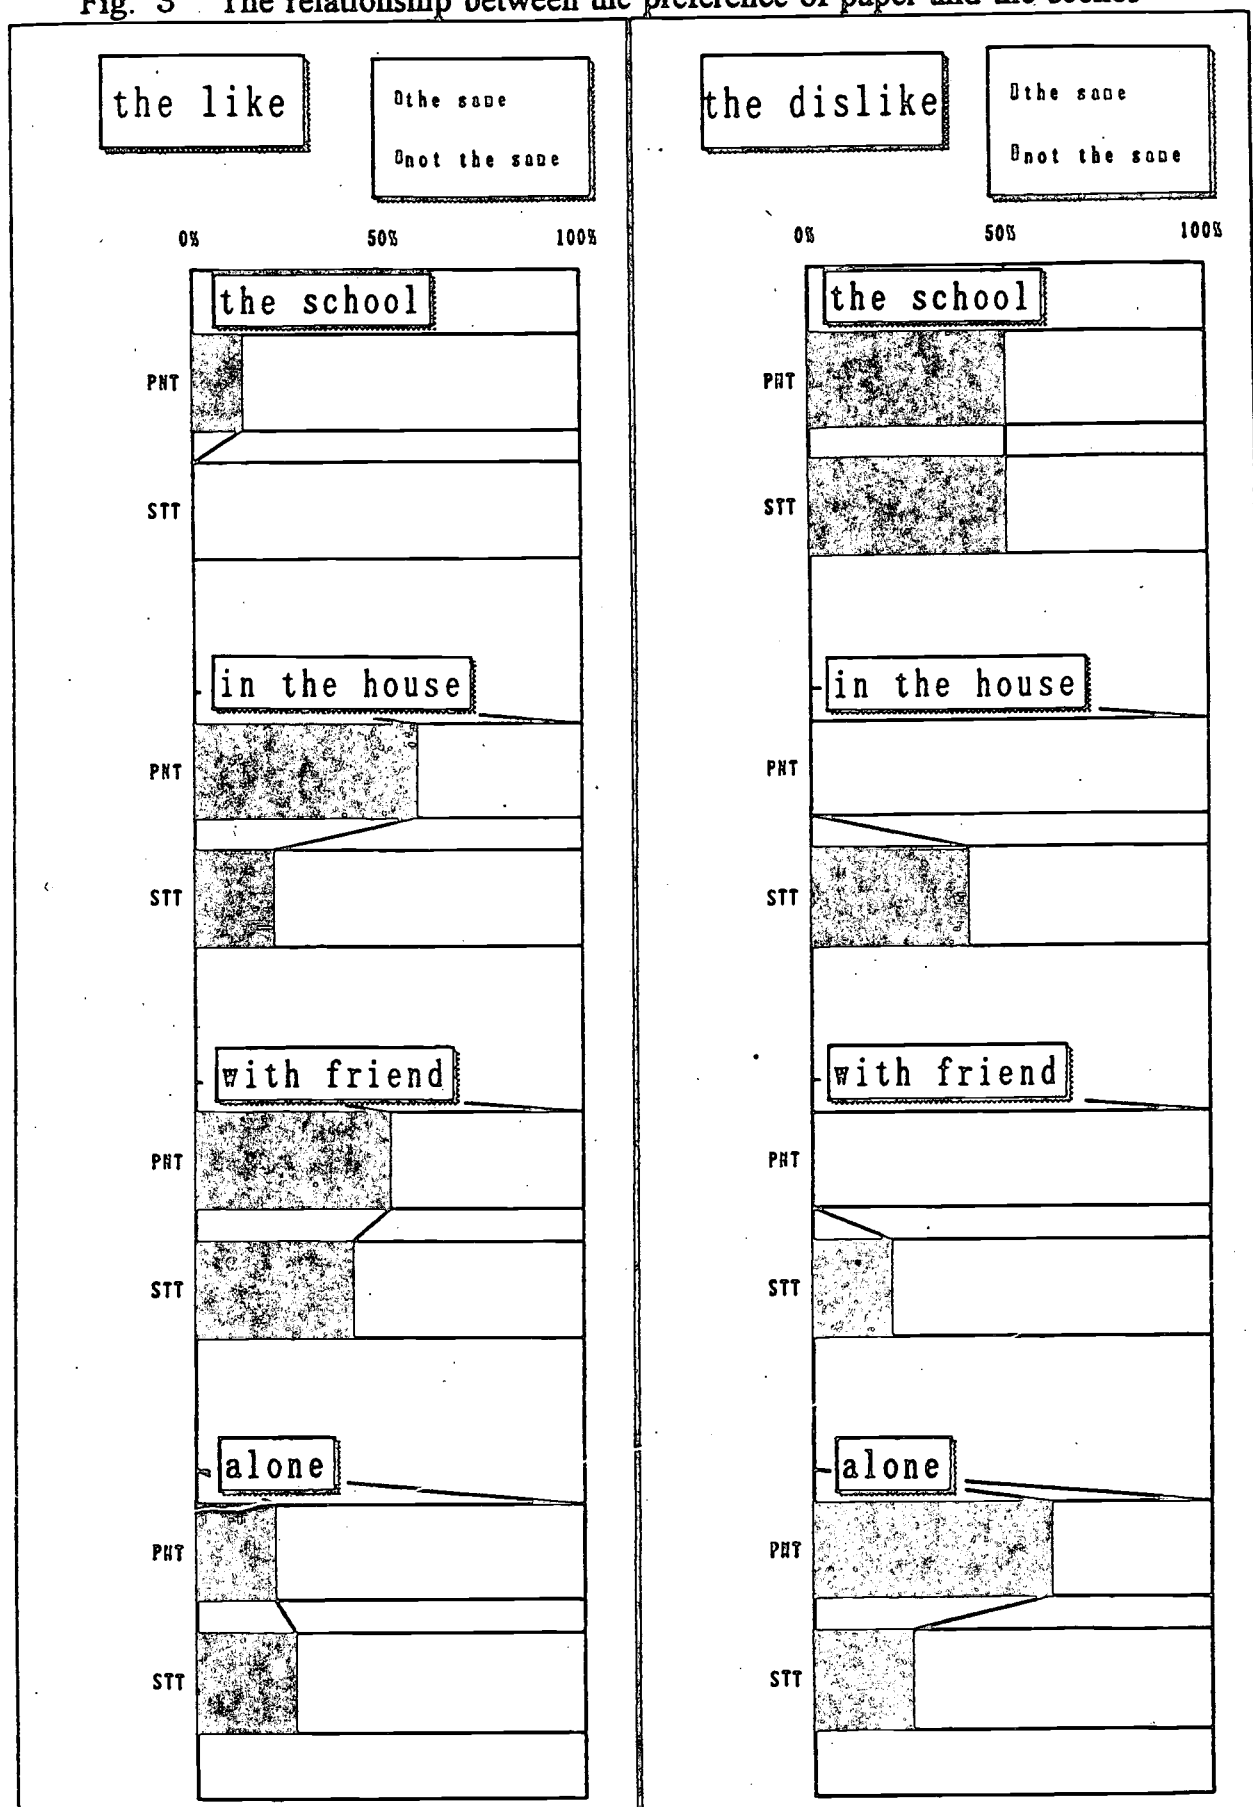 Fig. 3 The relationship between the preference of paper and the scenes
the like
the same
not the same
0% 50% 100%
the school
PNT
STT
in the house
PNT
STT
with friend
PNT
STT
alone
PNT
STT
the dislike
the same
not the same
0% 50% 100%
the school
PNT
STT
in the house
PNT
STT
with friend
PNT
STT
alone
PNT
STT